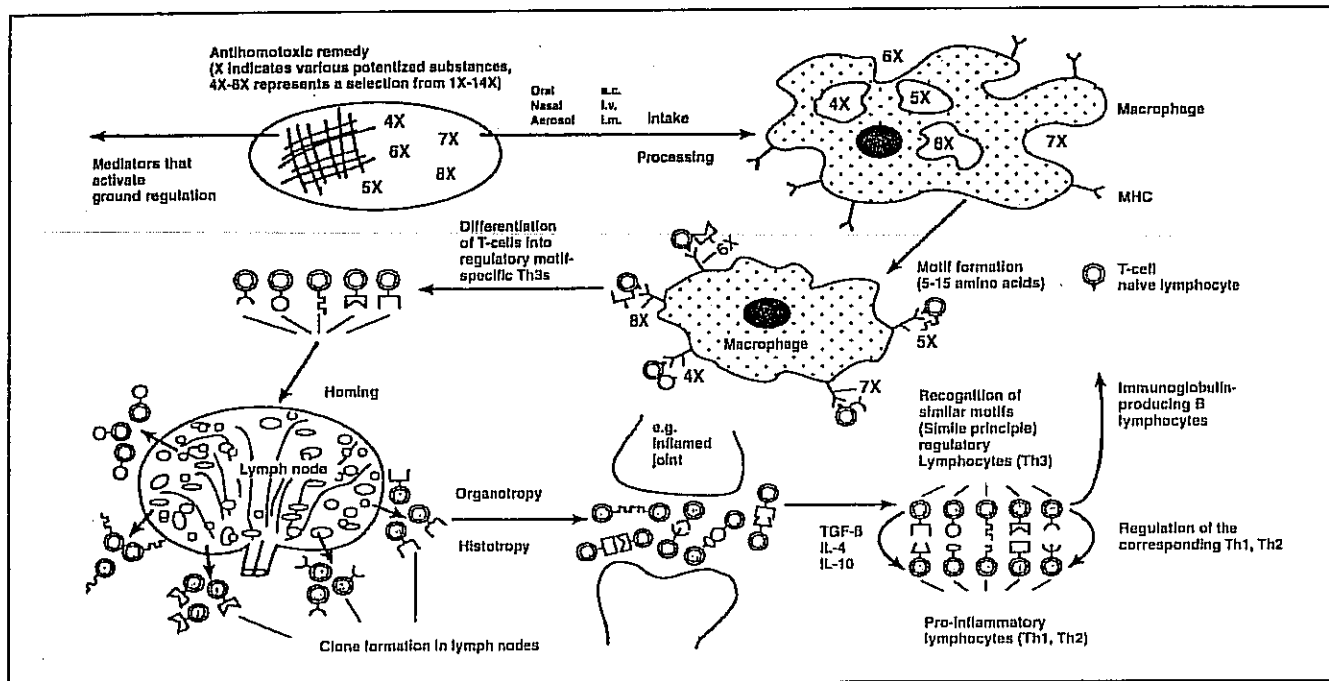 Antihomotoxic remedy
(X indicates various potentized substances,
4X-8X represents a selection from 1X-14X)
4X
6X
7X
5X
8X
Mediators that
activate
ground regulation
Oral s.c.
Nasal i.v.
Aerosol i.m.
Intake
Processing
6X
4X
5X
8X
7X
Macrophage
MHC
Differentiation
of T-cells into
regulatory motif-
specific Th3s
6X
8X
4X
Macrophage
5X
7X
Motif formation
(5-15 amino acids)
T-cell
naive lymphocyte
Homing
Lymph node
Organotropy
Histotropy
Clone formation in lymph nodes
e.g.
inflamed
joint
Recognition of
similar motifs
(Simile principle)
regulatory
Lymphocytes (Th3)
Immunoglobulin-
producing B
lymphocytes
TGF-β
IL-4
IL-10
Regulation of the
corresponding Th1, Th2
Pro-inflammatory
lymphocytes (Th1, Th2)